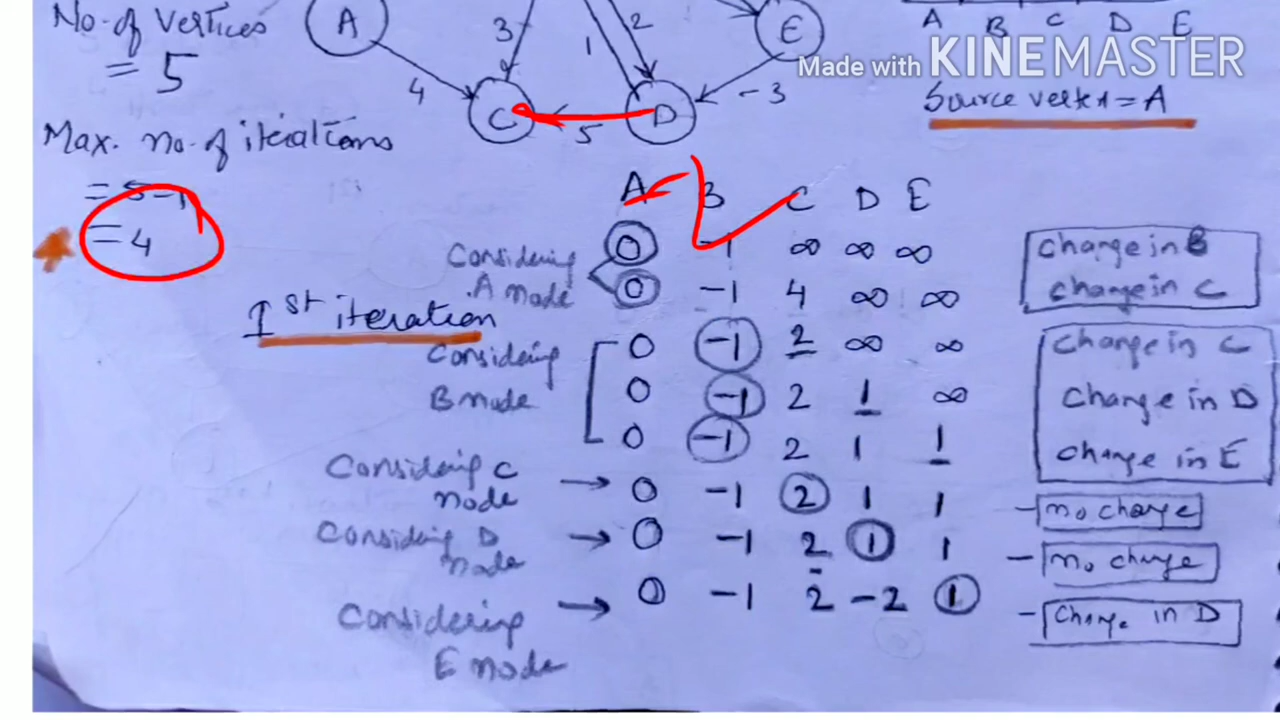 No-of vertices
= 5
A
3
1
2
E
4
C
5
D
-3
A B C D E
Made with KINEMASTER
Source vertex = A
Max. no. of iterations
= 5-1
= 4
A B C D E
Considering A node
0 -1 ∞ ∞ ∞
change in B
0 -1 4 ∞ ∞
change in C
1st iteration
Considering B node
0 -1 2 ∞ ∞
change in C
0 -1 2 1 ∞
change in D
0 -1 2 1 1
change in E
Considering C node
→ 0 -1 2 1 1
- no change
Considering D node
→ 0 -1 2 1 1
- no change
Considering E node
→ 0 -1 2 -2 1
- Change in D